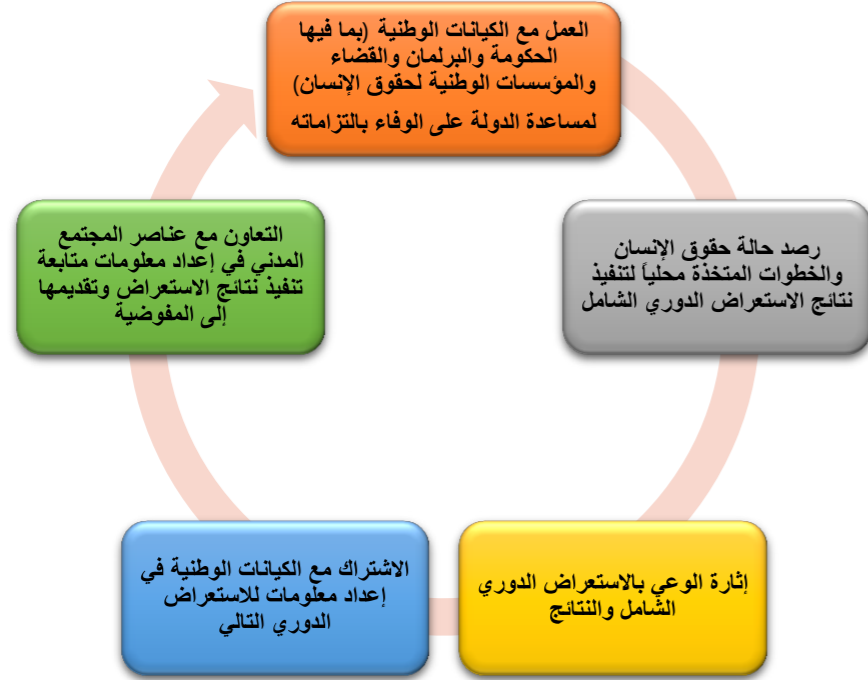 العمل مع الكيانات الوطنية (بما فيها
الحكومة والبرلمان والقضاء
والمؤسسات الوطنية لحقوق الإنسان)
لمساعدة الدولة على الوفاء بالتزاماته
رصد حالة حقوق الإنسان
والخطوات المتخذة محلياً لتنفيذ
نتائج الاستعراض الدوري الشامل
إثارة الوعي بالاستعراض الدوري
الشامل والنتائج
الاشتراك مع الكيانات الوطنية في
إعداد معلومات للاستعراض
الدوري التالي
التعاون مع عناصر المجتمع
المدني في إعداد معلومات متابعة
تنفيذ نتائج الاستعراض وتقديمها
إلى المفوضية